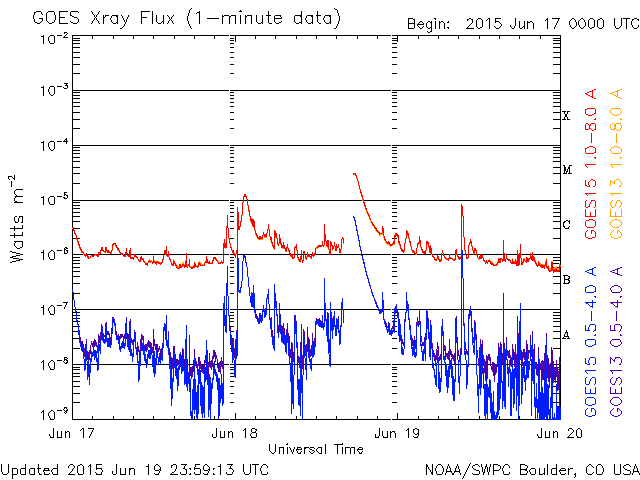 GOES Xray Flux (1-minute data)
Begin: 2015 Jun 17 0000 UTC
10-2
10-3
10-4
10-5
10-6
10-7
10-8
10-9
Watts m-2
X
M
C
B
A
GOES15 1.0-8.0 A
GOES13 1.0-8.0 A
GOES15 0.5-4.0 A
GOES13 0.5-4.0 A
Jun 17 Jun 18 Jun 19 Jun 20
Universal Time
Updated 2015 Jun 19 23:59:13 UTC
NOAA/SWPC Boulder, CO USA